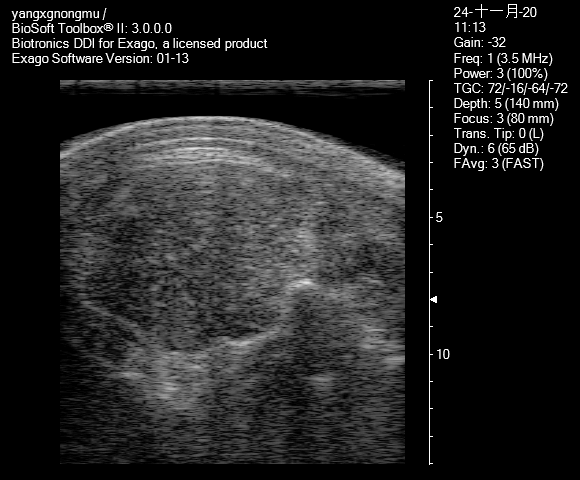 yangxgnongmu /
BioSoft Toolbox® II: 3.0.0.0
Biotronics DDI for Exago, a licensed product
Exago Software Version: 01-13
24-十一月-20
11:13
Gain: -32
Freq: 1 (3.5 MHz)
Power: 3 (100%)
TGC: 72/-16/-64/-72
Depth: 5 (140 mm)
Focus: 3 (80 mm)
Trans. Tip: 0 (L)
Dyn.: 6 (65 dB)
FAvg: 3 (FAST)
5
10